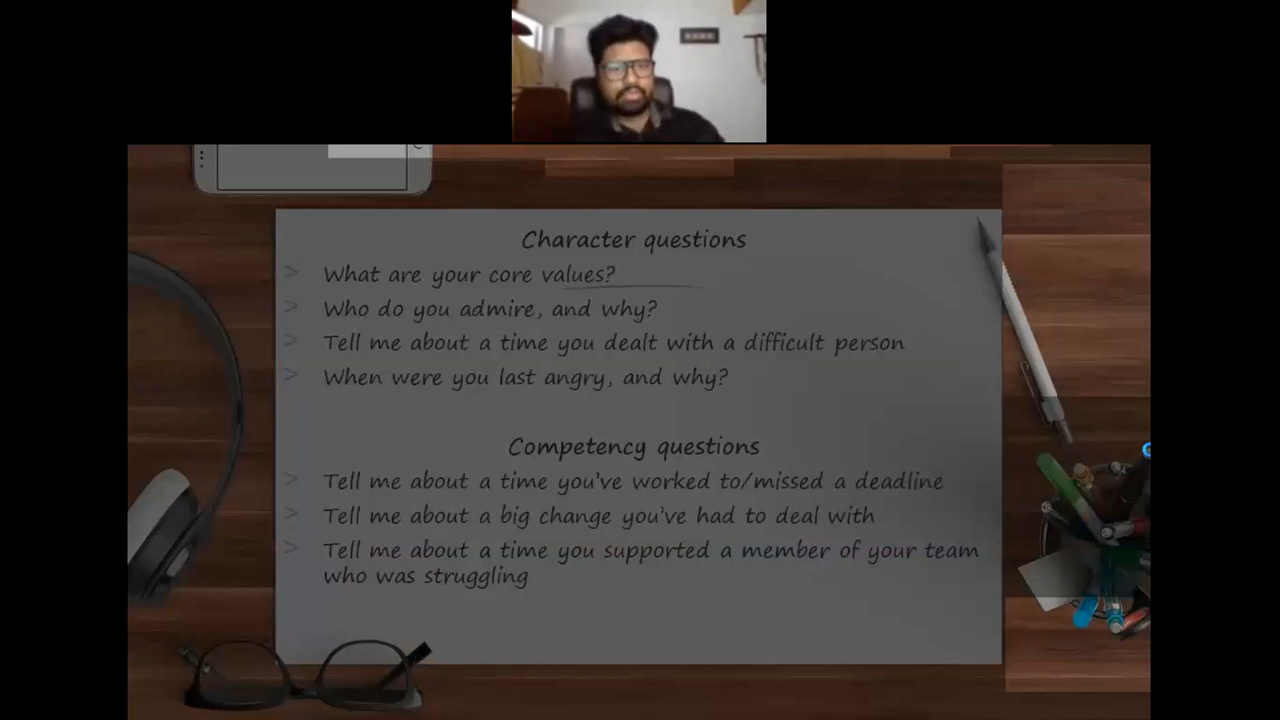 Character questions
> What are your core values?
> Who do you admire, and why?
> Tell me about a time you dealt with a difficult person
> When were you last angry, and why?
Competency questions
> Tell me about a time you've worked to/missed a deadline
> Tell me about a big change you've had to deal with
> Tell me about a time you supported a member of your team
who was struggling